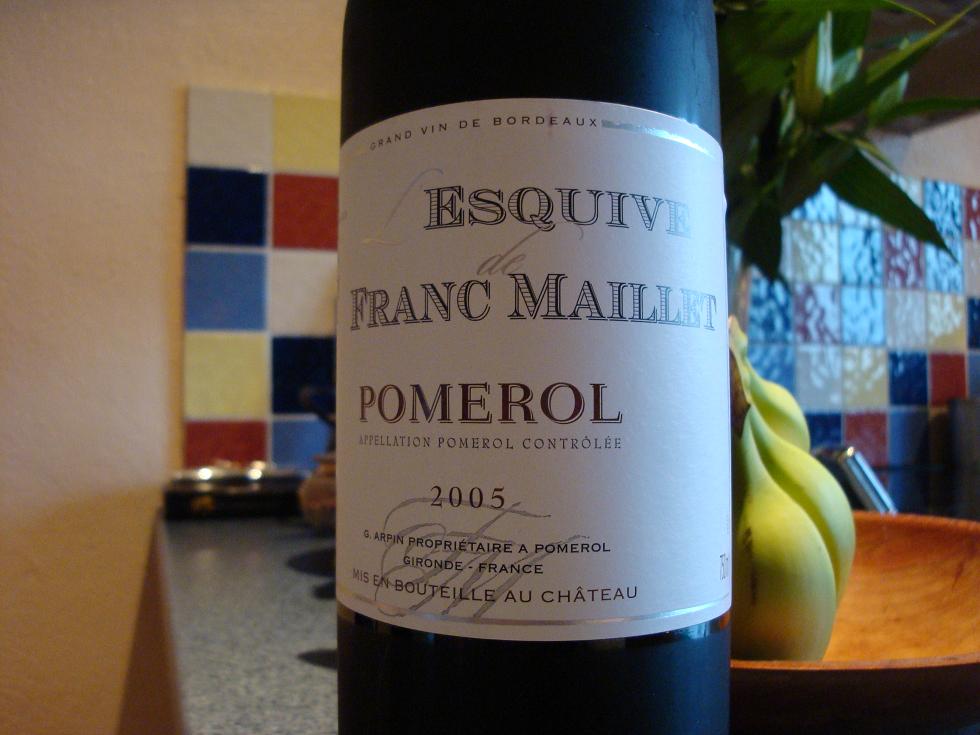 GRAND VIN DE BORDEAUX
L'ESQUIVE
de
FRANC MAILLET
POMEROL
APPELLATION POMEROL CONTRÔLÉE
2005
G. ARPIN PROPRIÉTAIRE A POMEROL
GIRONDE - FRANCE
MIS EN BOUTEILLE AU CHÂTEAU